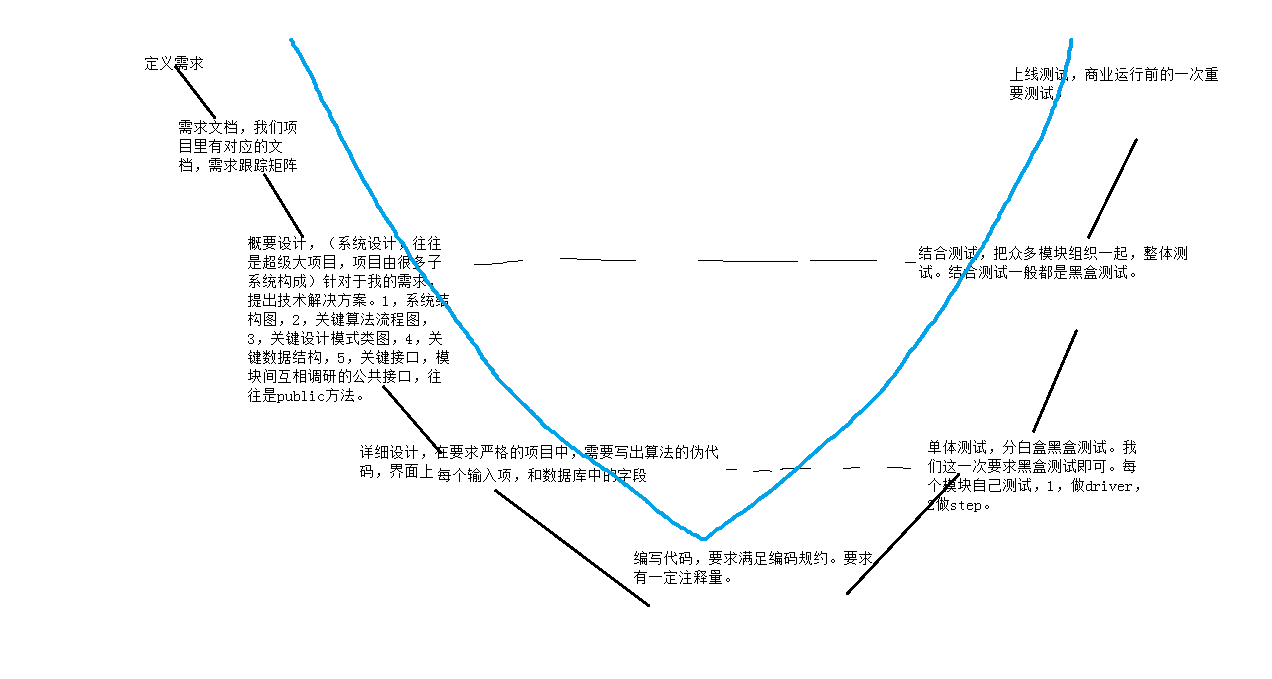 定义需求
需求文档，我们项
目里有对应的文
档，需求跟踪矩阵
概要设计，（系统设计，往往
是超级大项目，项目由很多子
系统构成）针对于我的需求，
提出技术解决方案。1，系统结
构图，2，关键算法流程图，
3，关键设计模式类图，4，关
键数据结构，5，关键接口，模
块间互相调研的公共接口，往
往是public方法。
详细设计，在要求严格的项目中，需要写出算法的伪代
码，界面上每个输入项，和数据库中的字段
编写代码，要求满足编码规约。要求
有一定注释量。
单体测试，分白盒黑盒测试。我
们这一次要求黑盒测试即可。每
个模块自己测试，1，做driver，
2做step。
结合测试，把众多模块组织一起，整体测
试。结合测试一般都是黑盒测试。
上线测试，商业运行前的一次重
要测试。